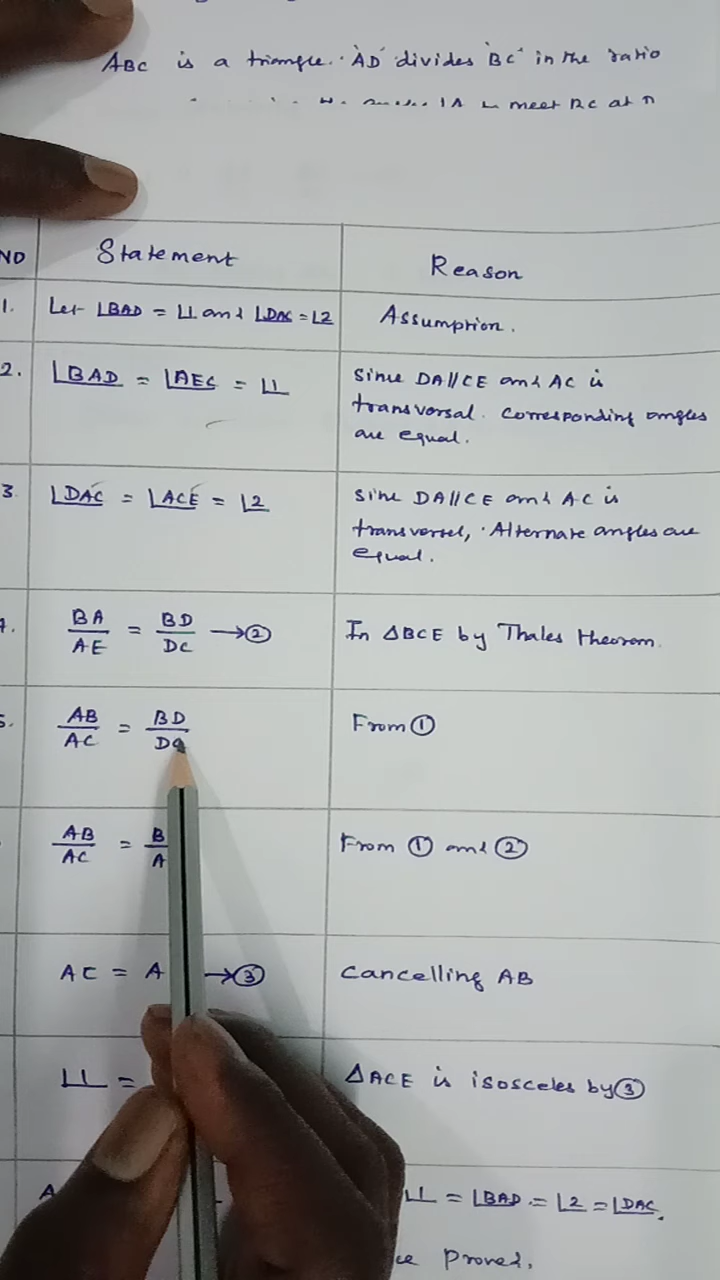 ABC is a triangle. AD divides BC in the ratio
meet BC at D
NO Statement Reason
1. Let ∠BAD = ∠1 and ∠DAC = ∠2 Assumption.
2. ∠BAD = ∠AEC = ∠1 Since DA//CE and AC is
transversal. Corresponding angles
are equal.
3. ∠DAC = ∠ACE = ∠2 Since DA//CE and AC is
transversel, Alternate angles are
equal.
BA/AE = BD/DC → ② In ΔBCE by Thales theorem.
5. AB/AC = BD/DC From ①
AB/AC = B/A From ① and ②
AC = A → ③ Cancelling AB
∠1 = ΔACE is isosceles by ③
A ∠1 = ∠BAD = ∠2 = ∠DAC.
Proved.